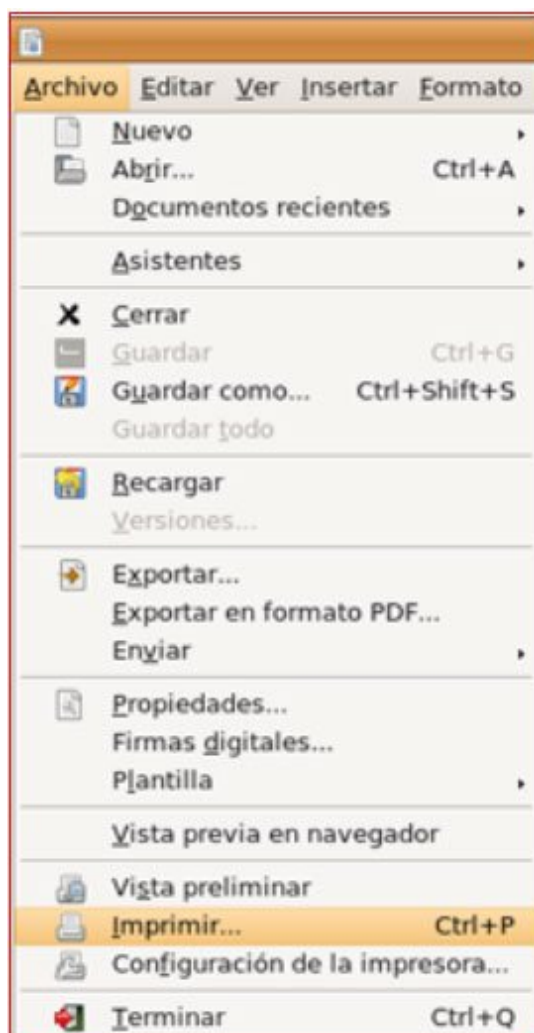 Archivo Editar Ver Insertar Formato
Nuevo
Abrir... Ctrl+A
Documentos recientes
Asistentes
Cerrar
Guardar Ctrl+G
Guardar como... Ctrl+Shift+S
Guardar todo
Recargar
Versiones...
Exportar...
Exportar en formato PDF...
Enviar
Propiedades...
Firmas digitales...
Plantilla
Vista previa en navegador
Vista preliminar
Imprimir... Ctrl+P
Configuración de la impresora...
Terminar Ctrl+Q